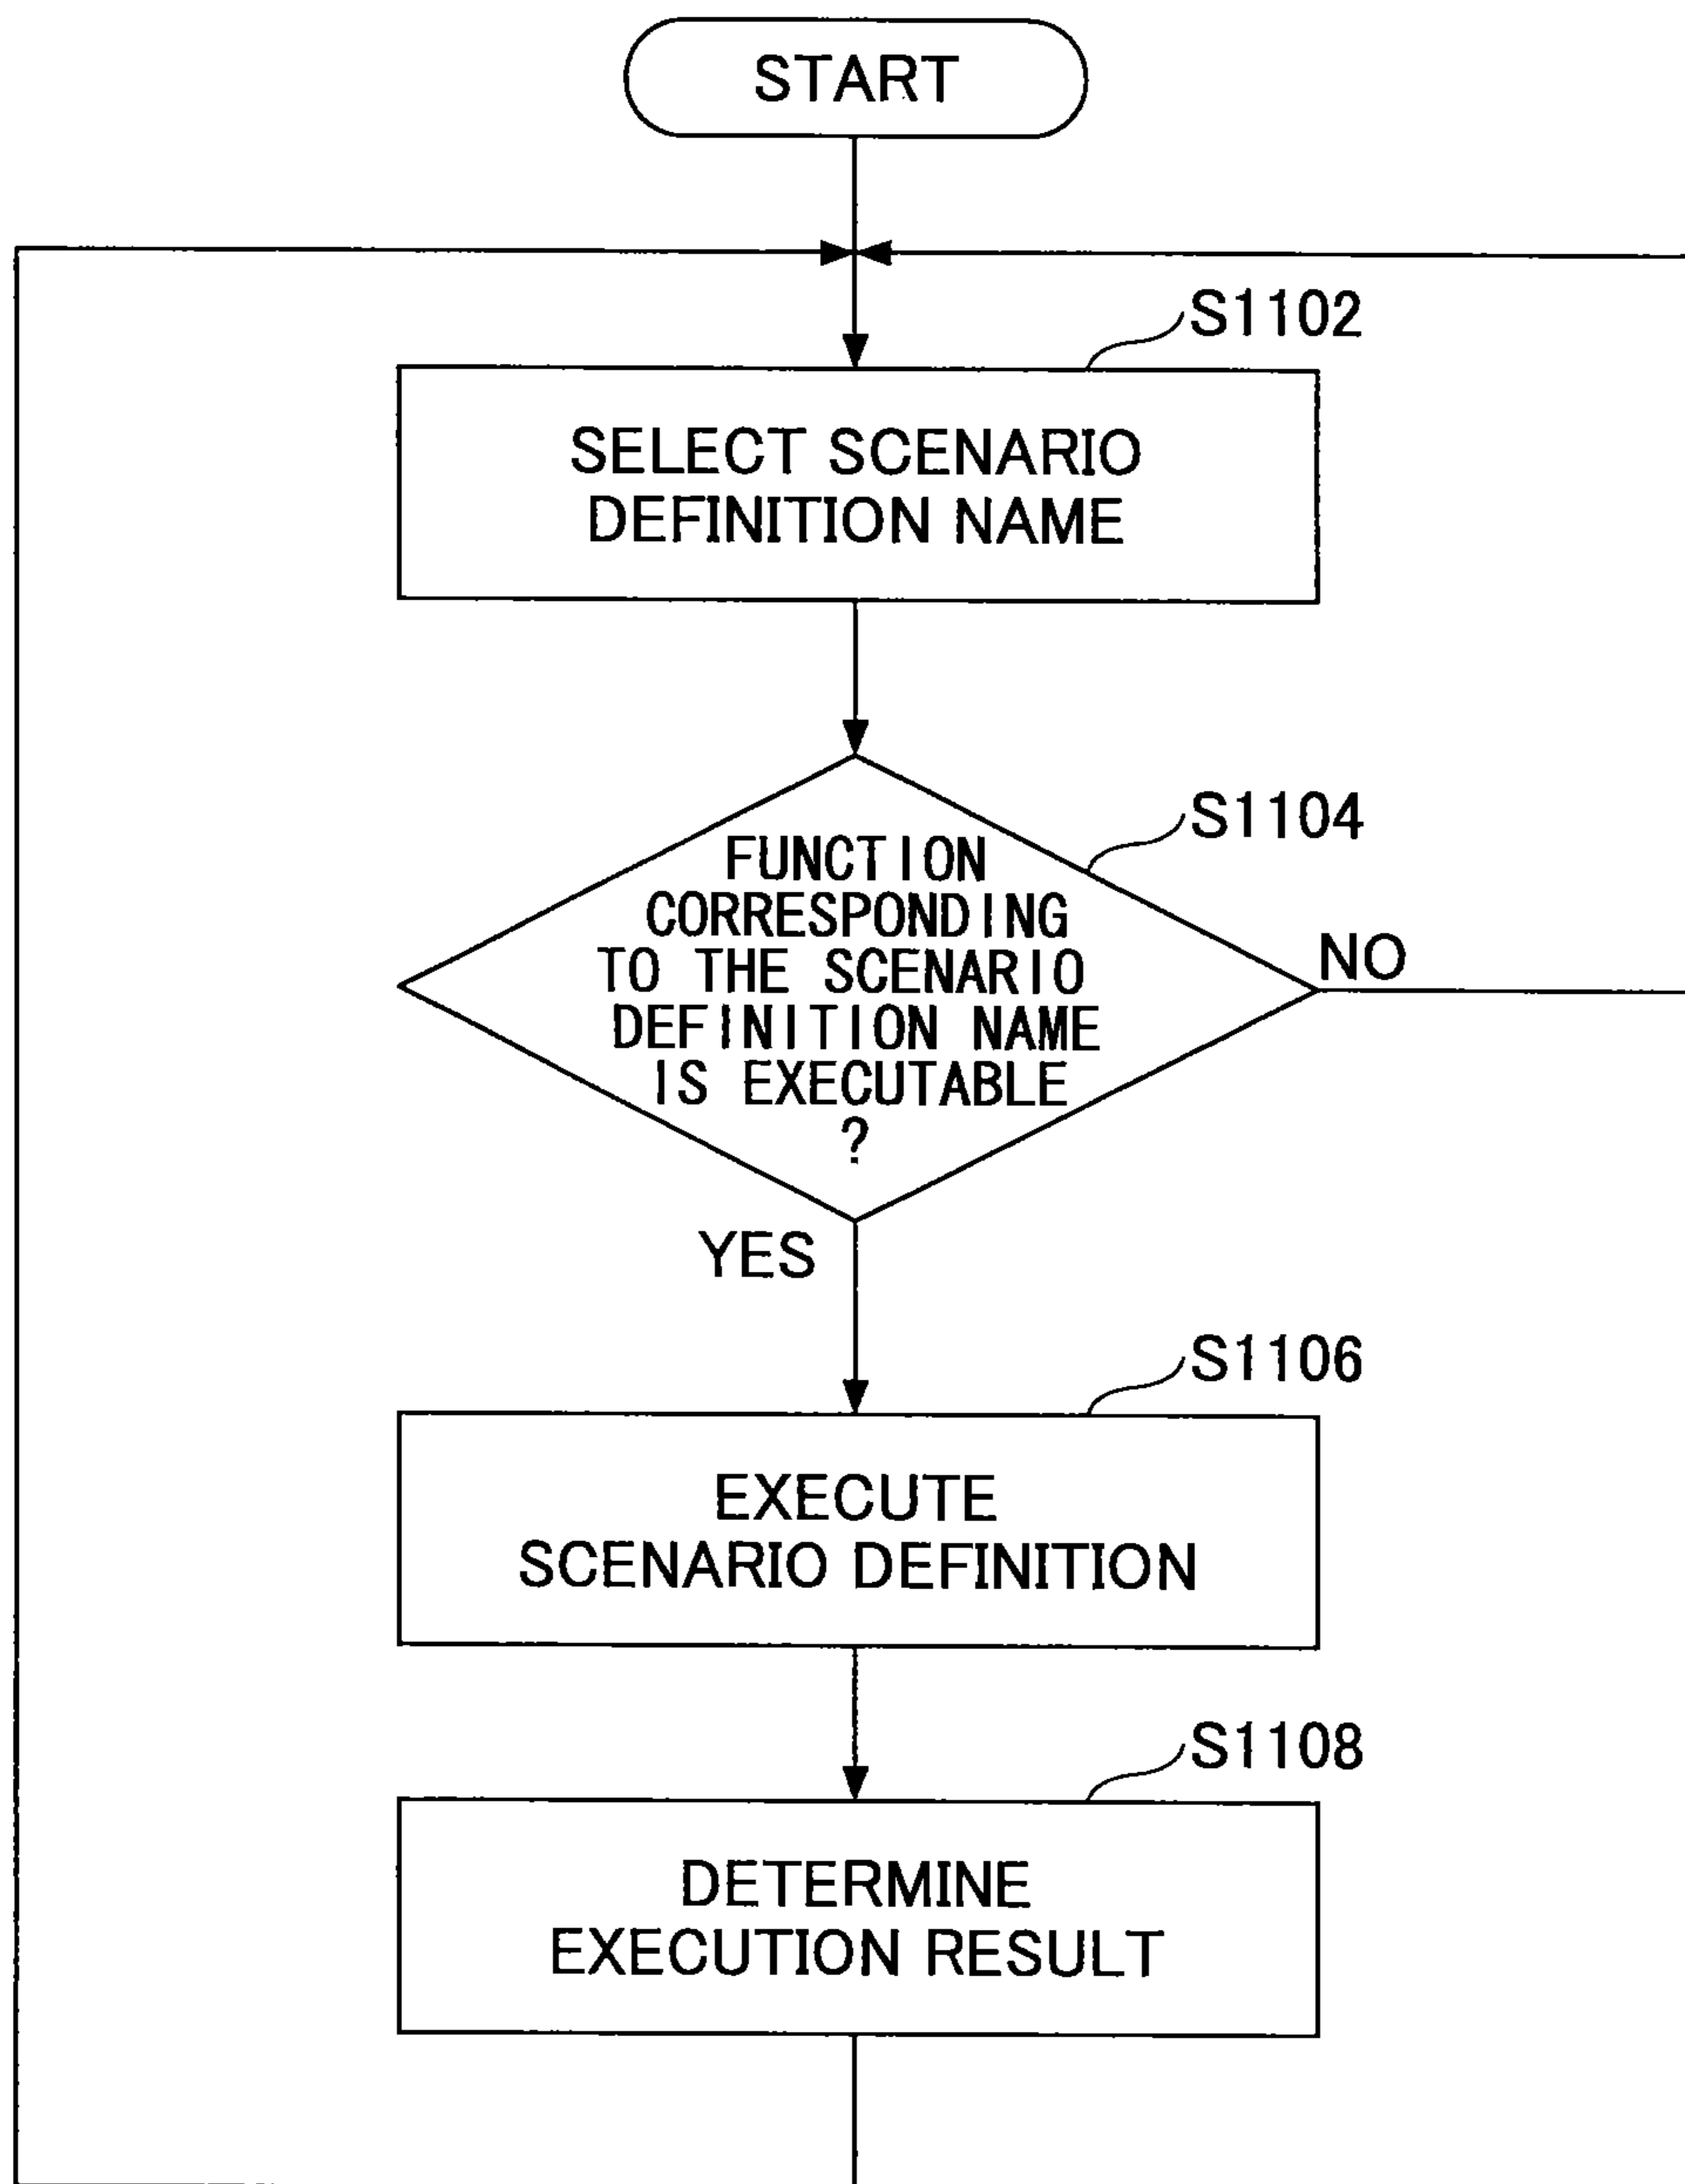 START
S1102
SELECT SCENARIO
DEFINITION NAME
S1104
FUNCTION
CORRESPONDING
TO THE SCENARIO
DEFINITION NAME
IS EXECUTABLE
?
NO
YES
S1106
EXECUTE
SCENARIO DEFINITION
S1108
DETERMINE
EXECUTION RESULT